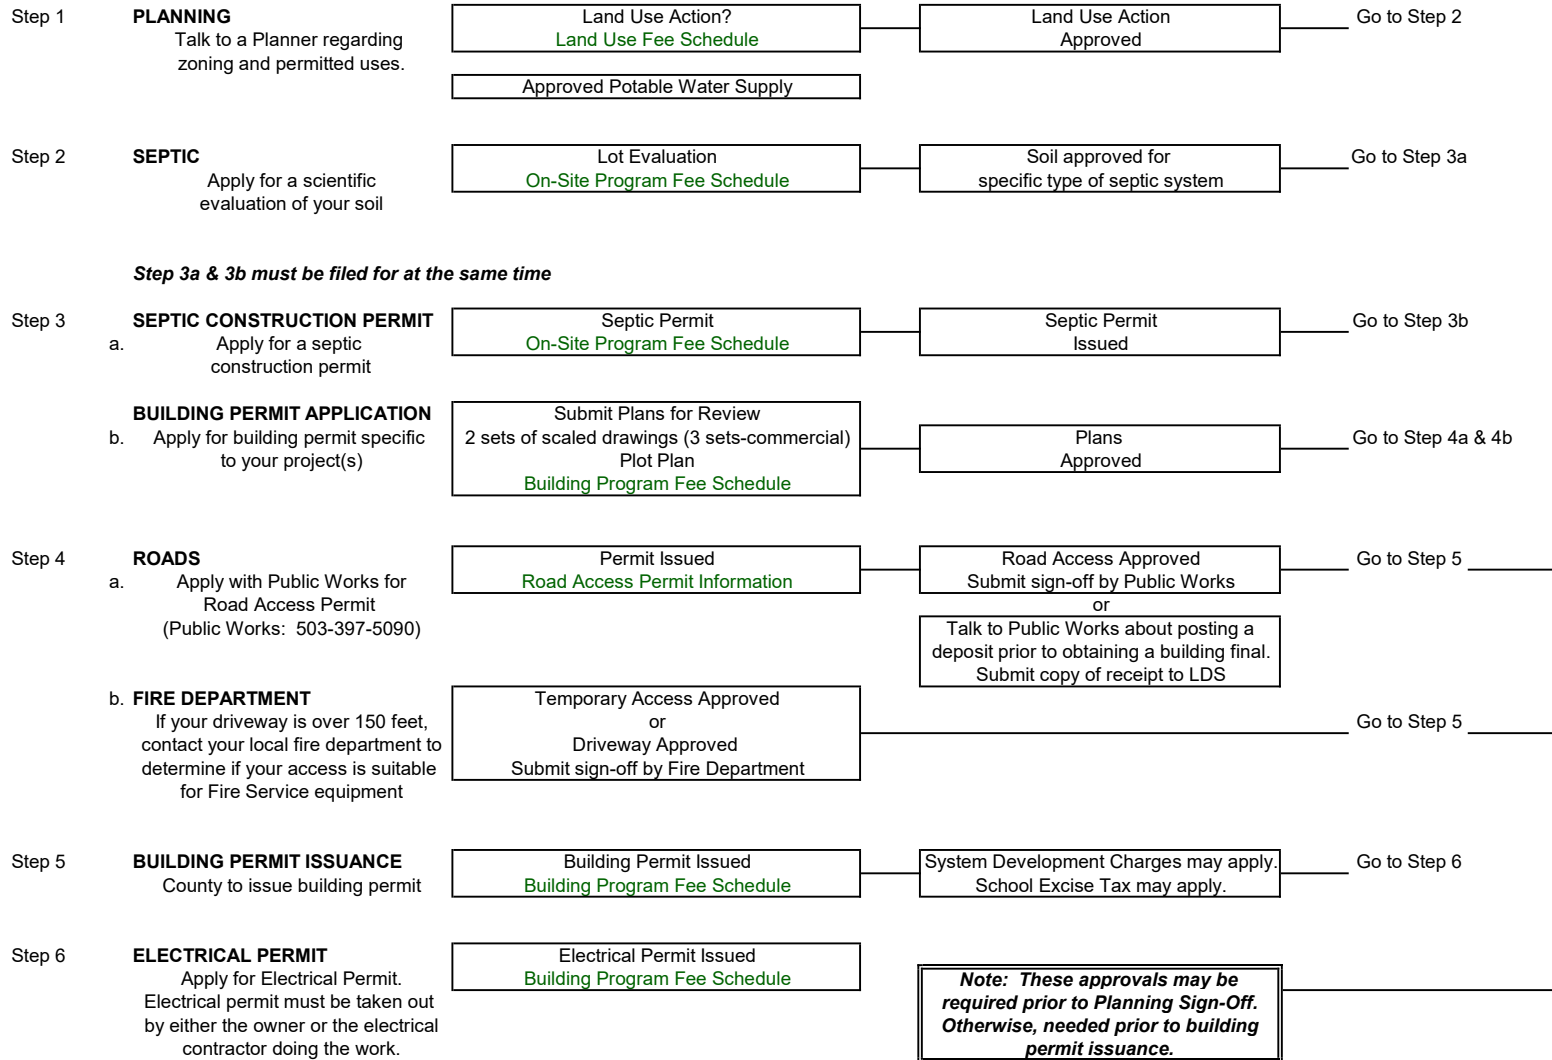 Step 1
PLANNING
Talk to a Planner regarding
zoning and permitted uses.
Land Use Action?
Land Use Fee Schedule
Land Use Action
Approved
Go to Step 2
Approved Potable Water Supply
Step 2
SEPTIC
Apply for a scientific
evaluation of your soil
Lot Evaluation
On-Site Program Fee Schedule
Soil approved for
specific type of septic system
Go to Step 3a
Step 3a & 3b must be filed for at the same time
Step 3
SEPTIC CONSTRUCTION PERMIT
a.
Apply for a septic
construction permit
Septic Permit
On-Site Program Fee Schedule
Septic Permit
Issued
Go to Step 3b
BUILDING PERMIT APPLICATION
b.
Apply for building permit specific
to your project(s)
Submit Plans for Review
2 sets of scaled drawings (3 sets-commercial)
Plot Plan
Building Program Fee Schedule
Plans
Approved
Go to Step 4a & 4b
Step 4
ROADS
a.
Apply with Public Works for
Road Access Permit
(Public Works: 503-397-5090)
Permit Issued
Road Access Permit Information
Road Access Approved
Submit sign-off by Public Works
or
Talk to Public Works about posting a
deposit prior to obtaining a building final.
Submit copy of receipt to LDS
Go to Step 5
b. FIRE DEPARTMENT
If your driveway is over 150 feet,
contact your local fire department to
determine if your access is suitable
for Fire Service equipment
Temporary Access Approved
or
Driveway Approved
Submit sign-off by Fire Department
Go to Step 5
Step 5
BUILDING PERMIT ISSUANCE
County to issue building permit
Building Permit Issued
Building Program Fee Schedule
System Development Charges may apply.
School Excise Tax may apply.
Go to Step 6
Step 6
ELECTRICAL PERMIT
Apply for Electrical Permit.
Electrical permit must be taken out
by either the owner or the electrical
contractor doing the work.
Electrical Permit Issued
Building Program Fee Schedule
Note: These approvals may be
required prior to Planning Sign-Off.
Otherwise, needed prior to building
permit issuance.